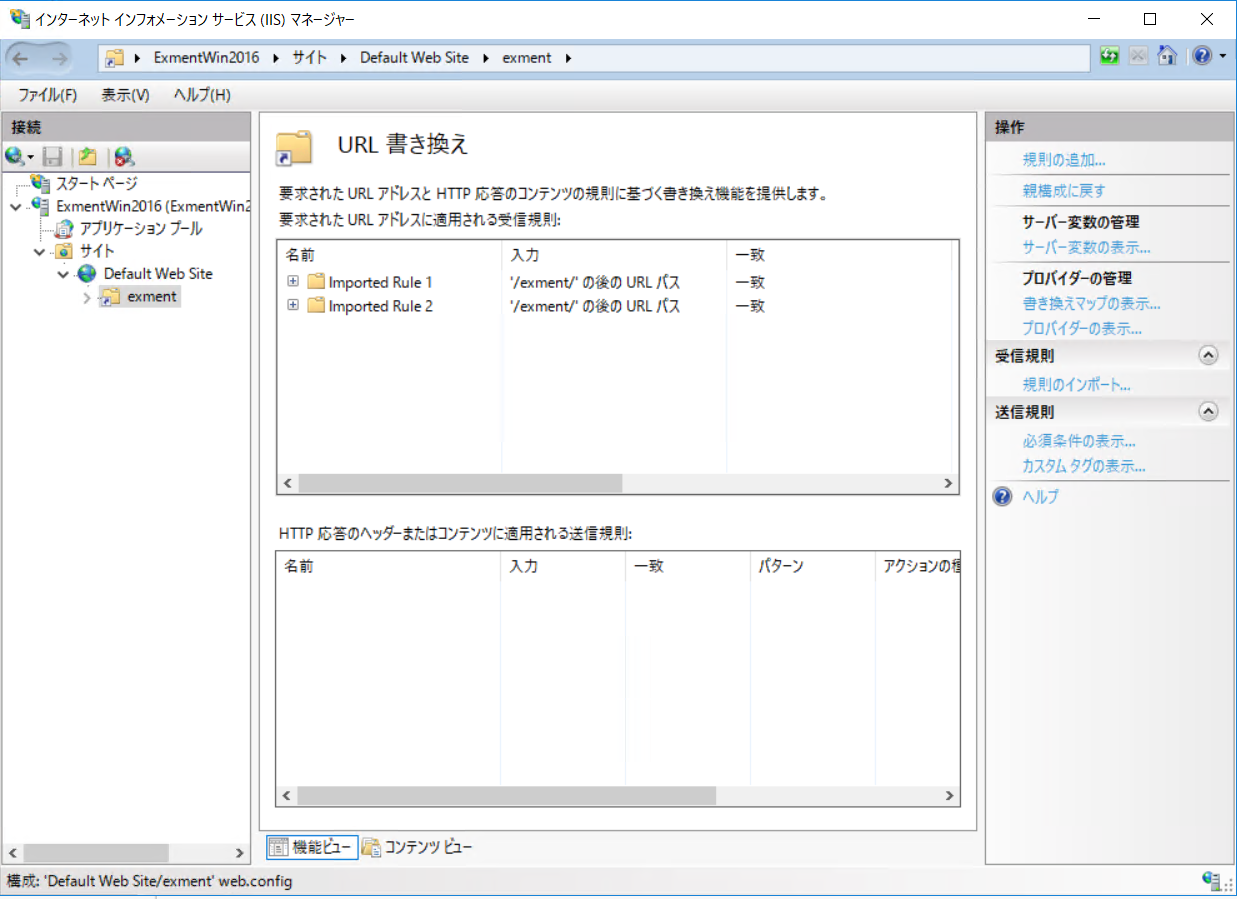 インターネット インフォメーション サービス (IIS) マネージャー
ExmentWin2016 サイト Default Web Site exment
ファイル(F) 表示(V) ヘルプ(H)
接続
スタート ページ
ExmentWin2016 (ExmentWin2
アプリケーション プール
サイト
Default Web Site
exment
URL 書き換え
要求された URL アドレスと HTTP 応答のコンテンツの規則に基づく書き換え機能を提供します。
要求された URL アドレスに適用される受信規則:
名前 入力 一致
Imported Rule 1 '/exment/' の後の URL パス 一致
Imported Rule 2 '/exment/' の後の URL パス 一致
HTTP 応答のヘッダーまたはコンテンツに適用される送信規則:
名前 入力 一致 パターン アクションの種
機能ビュー コンテンツ ビュー
操作
規則の追加...
親構成に戻す
サーバー変数の管理
サーバー変数の表示...
プロバイダーの管理
書き換えマップの表示...
プロバイダーの表示...
受信規則
規則のインポート...
送信規則
必須条件の表示...
カスタム タグの表示...
ヘルプ
構成: 'Default Web Site/exment' web.config